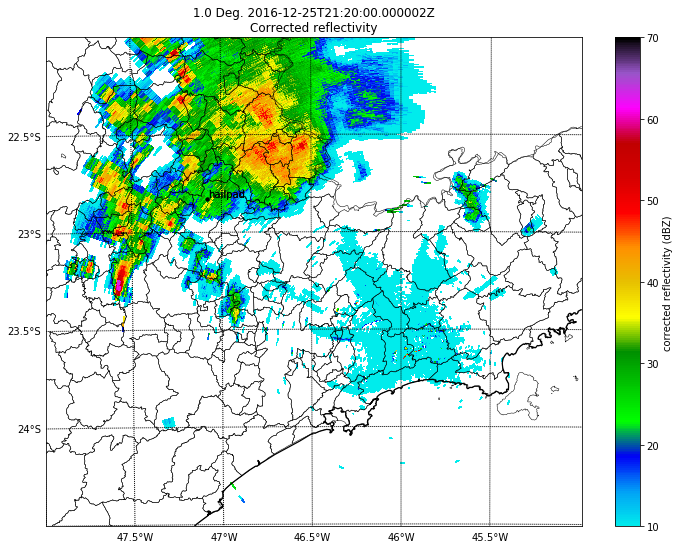 1.0 Deg. 2016-12-25T21:20:00.000002Z
Corrected reflectivity
70
60
50
40
30
20
10
corrected reflectivity (dBZ)
22.5°S
23°S
23.5°S
24°S
hailpad
47.5°W 47°W 46.5°W 46°W 45.5°W